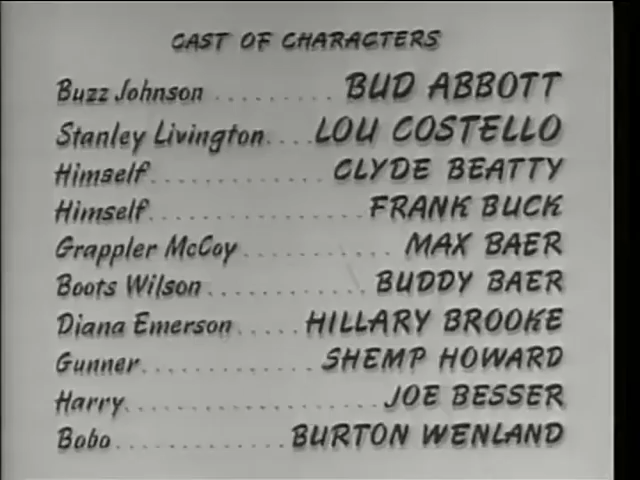 CAST OF CHARACTERS
Buzz Johnson .......... BUD ABBOTT
Stanley Livington.... LOU COSTELLO
Himself.............. CLYDE BEATTY
Himself................. FRANK BUCK
Grappler McCoy............ MAX BAER
Boots Wilson............. BUDDY BAER
Diana Emerson..... HILLARY BROOKE
Gunner............. SHEMP HOWARD
Harry..................... JOE BESSER
Bobo.............. BURTON WENLAND